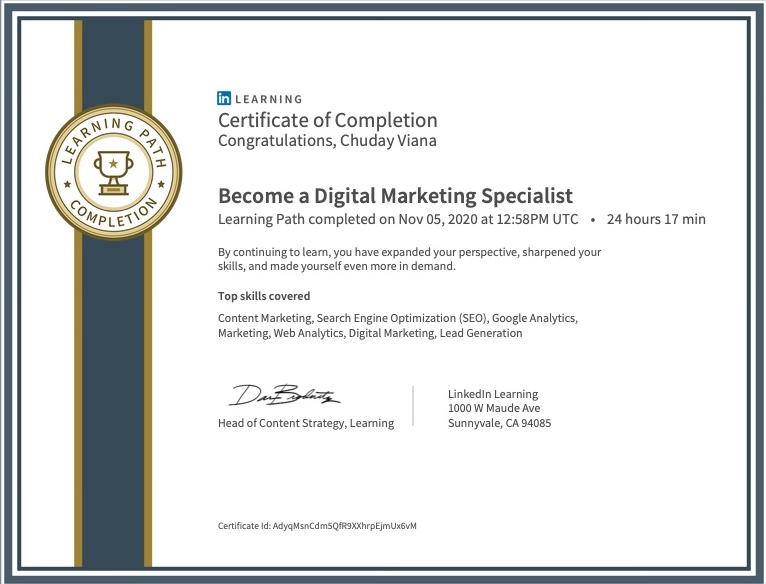 LEARNING PATH
COMPLETION
in LEARNING
Certificate of Completion
Congratulations, Chuday Viana
Become a Digital Marketing Specialist
Learning Path completed on Nov 05, 2020 at 12:58PM UTC • 24 hours 17 min
By continuing to learn, you have expanded your perspective, sharpened your
skills, and made yourself even more in demand.
Top skills covered
Content Marketing, Search Engine Optimization (SEO), Google Analytics,
Marketing, Web Analytics, Digital Marketing, Lead Generation
Head of Content Strategy, Learning
LinkedIn Learning
1000 W Maude Ave
Sunnyvale, CA 94085
Certificate Id: AdyqMsnCdm5QfR9XXhrpEjmUx6vM